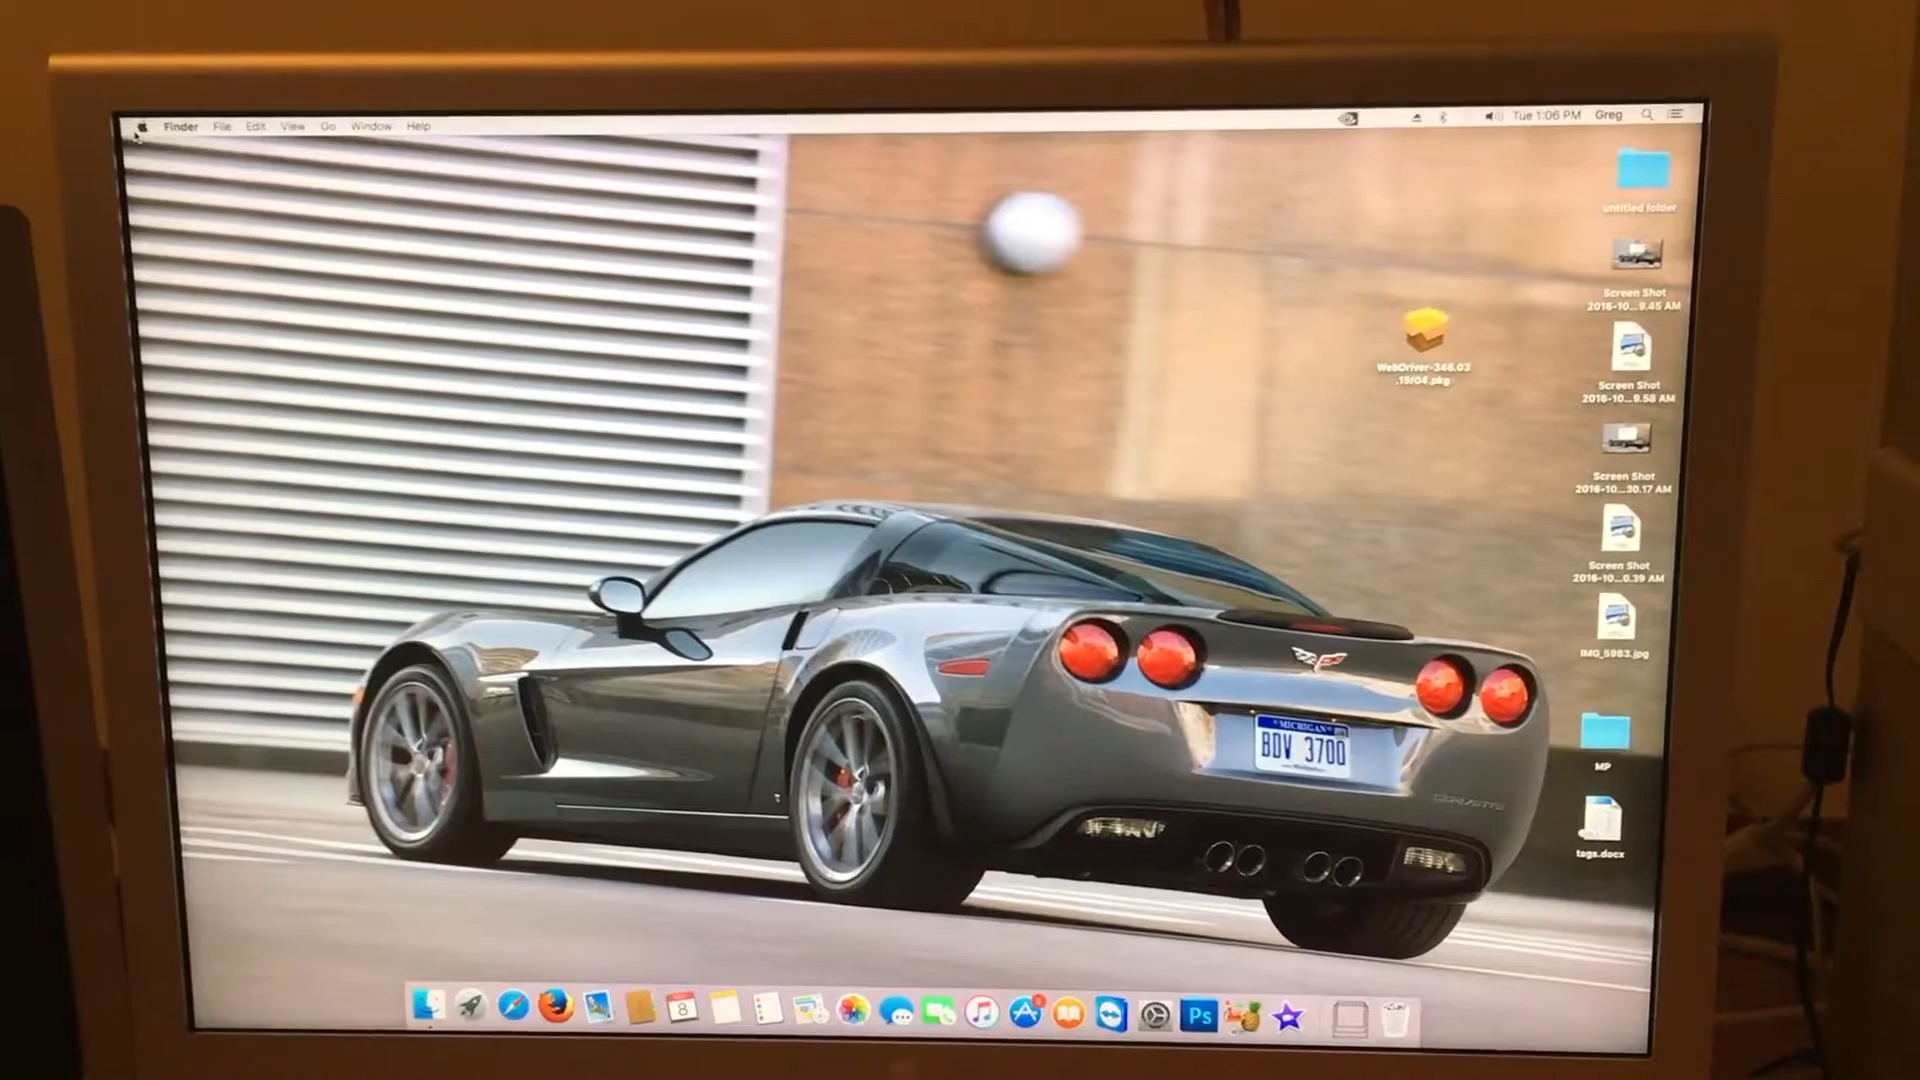 Finder File Edit View Go Window Help
Tue 1:06 PM Greg
untitled folder
Screen Shot
2016-10...9.45 AM
WebDriver-346.03
.15f04.pkg
Screen Shot
2016-10...9.58 AM
Screen Shot
2016-10...30.17 AM
Screen Shot
2016-10...0.39 AM
IMG_5983.jpg
MICHIGAN
BDV 3700
MP
CORVETTE
tags.docx
8
Ps